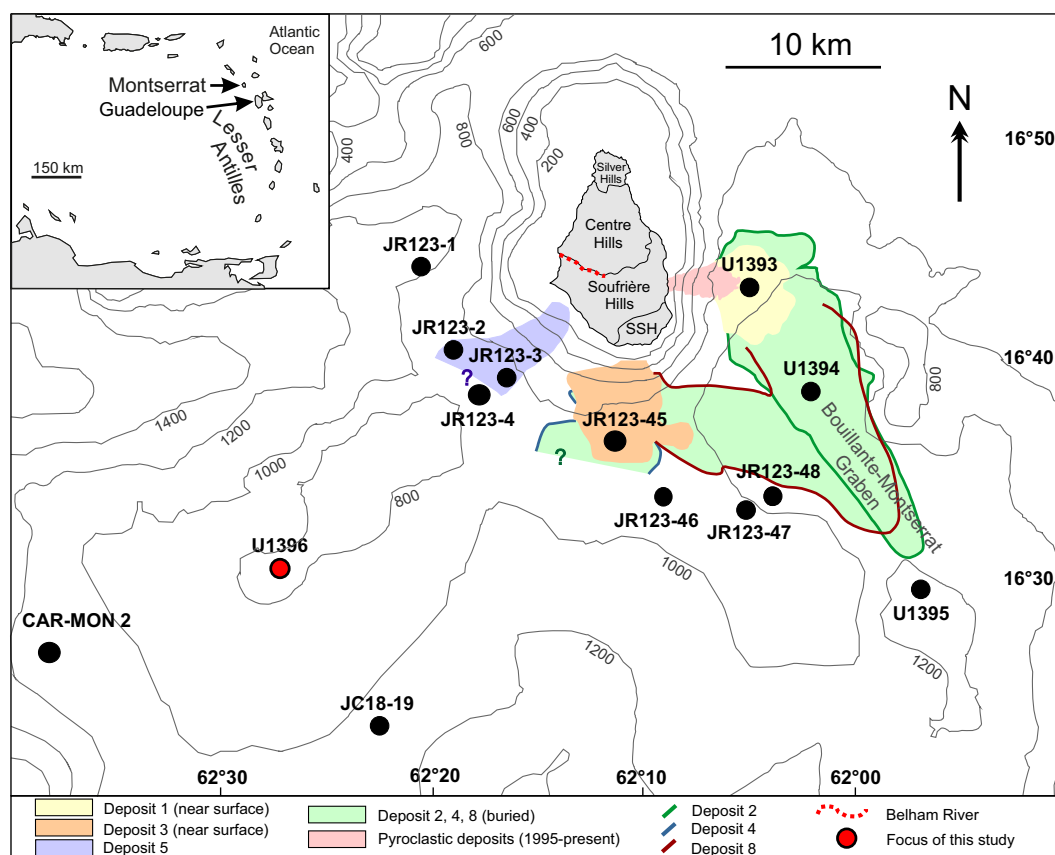 Atlantic
Ocean
Montserrat
Guadeloupe
Lesser
Antilles
150 km
10 km
N
600
800
600
400
200
400
Silver
Hills
Centre
Hills
Soufrière
Hills
SSH
16°50
JR123-1
U1393
JR123-2
JR123-3
16°40
?
JR123-4
U1394
800
1400
1200
JR123-45
Bouillante-Montserrat
Graben
?
1000
JR123-48
800
JR123-46
JR123-47
U1396
1000
16°30
U1395
CAR-MON 2
1200
1200
JC18-19
62°30
62°20
62°10
62°00
Deposit 1 (near surface)
Deposit 3 (near surface)
Deposit 5
Deposit 2, 4, 8 (buried)
Pyroclastic deposits (1995-present)
Deposit 2
Deposit 4
Deposit 8
Belham River
Focus of this study